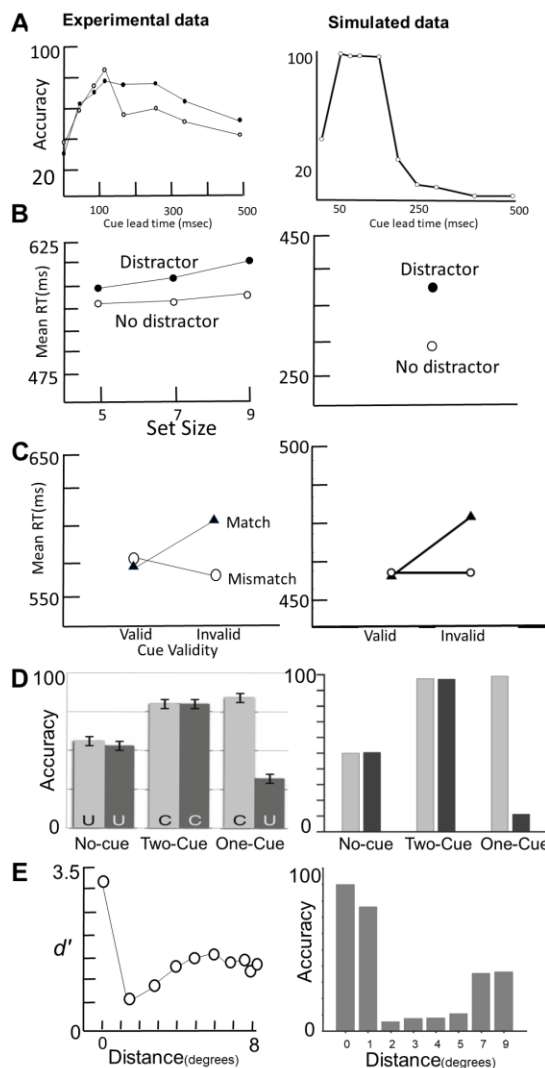 Experimental data
Simulated data
A
100
Accuracy
20
100
300
500
Cue lead time (msec)
100
20
50
500
Cue lead time (msec)
B
625
Mean RT(ms)
475
Distractor
No distractor
5
7
9
Set Size
450
250
Distractor
No distractor
C
650
Mean RT(ms)
550
Match
Mismatch
Valid
Invalid
Cue Validity
500
450
Valid
Invalid
D
100
Accuracy
0
U U C C C U
No-cue Two-Cue One-Cue
100
0
No-cue Two-Cue One-Cue
E
3.5
d'
0
0
8
Distance(degrees)
100
Accuracy
0
0 1 2 3 4 5 7 9
Distance(degrees)